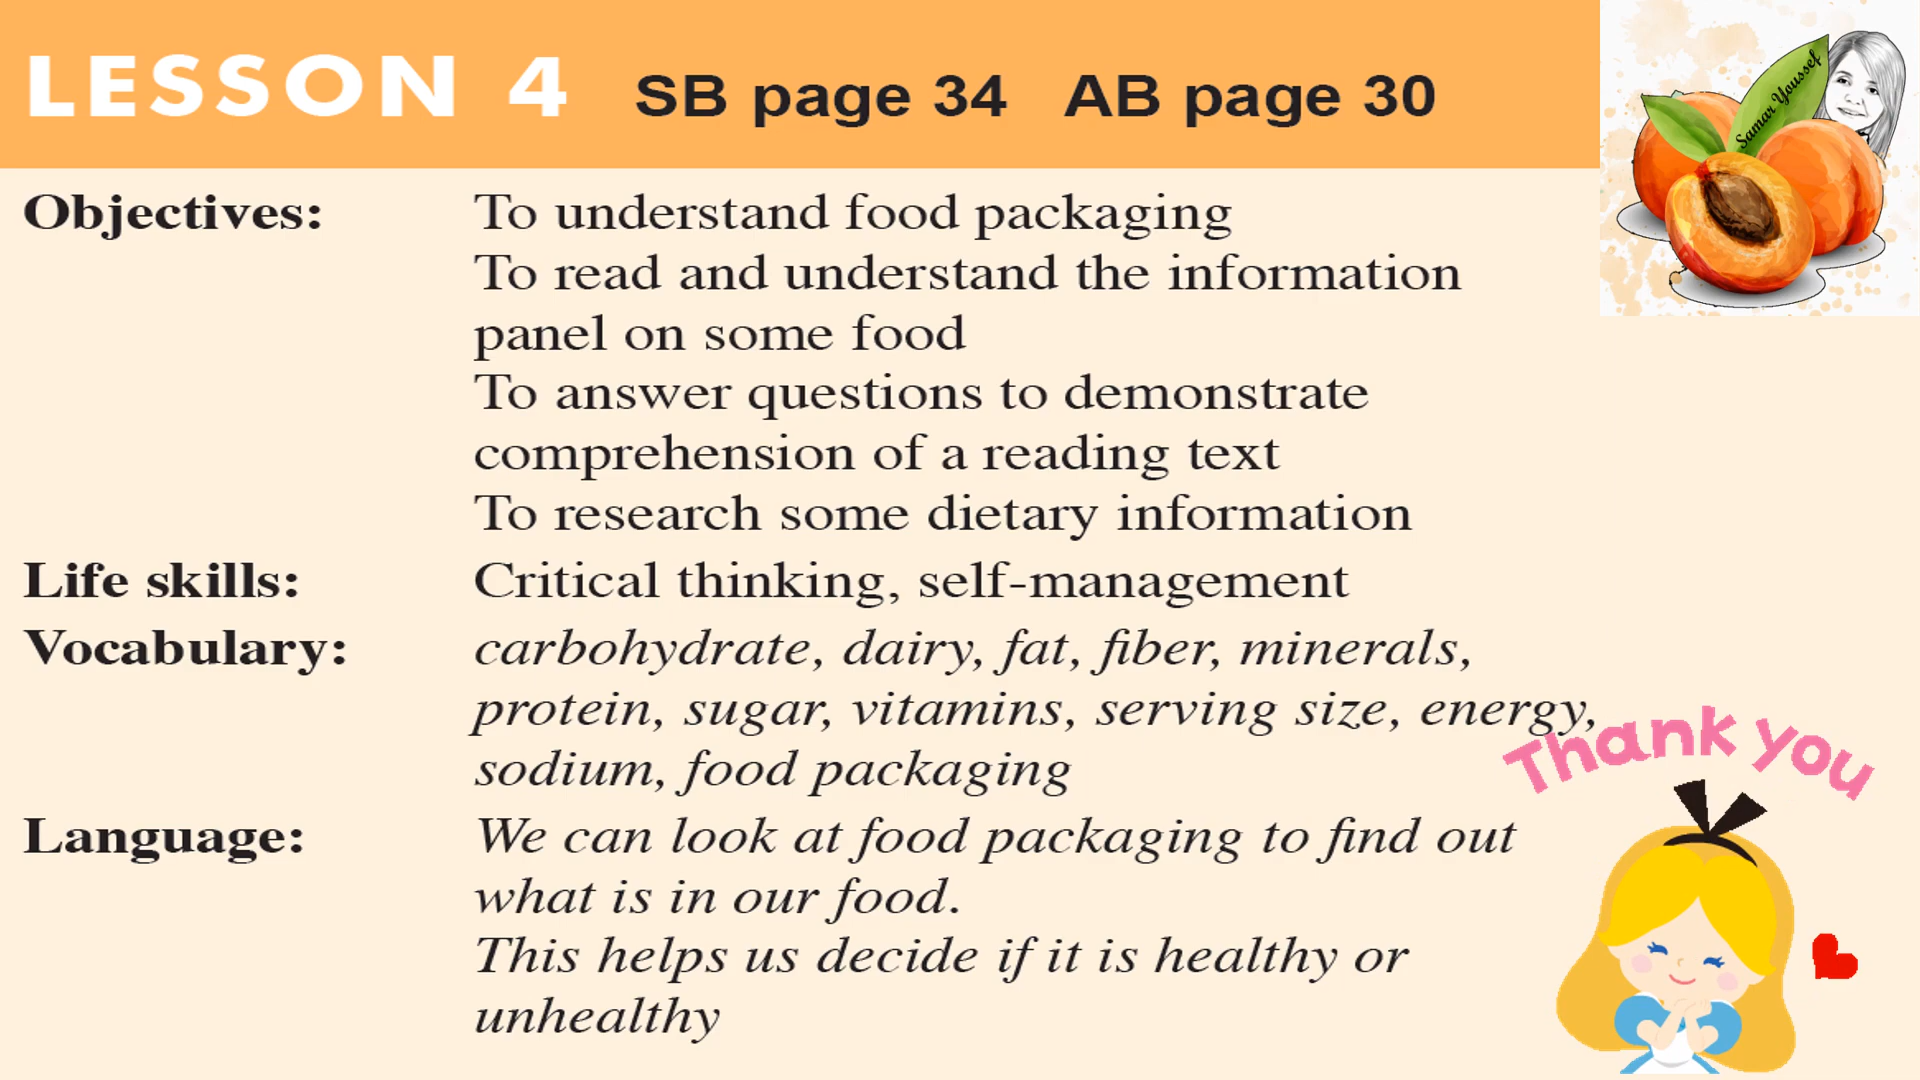 LESSON 4 SB page 34 AB page 30
Samar Youssef
Objectives: To understand food packaging
To read and understand the information
panel on some food
To answer questions to demonstrate
comprehension of a reading text
To research some dietary information
Life skills: Critical thinking, self-management
Vocabulary: carbohydrate, dairy, fat, fiber, minerals,
protein, sugar, vitamins, serving size, energy,
sodium, food packaging
Thank you
Language: We can look at food packaging to find out
what is in our food.
This helps us decide if it is healthy or
unhealthy